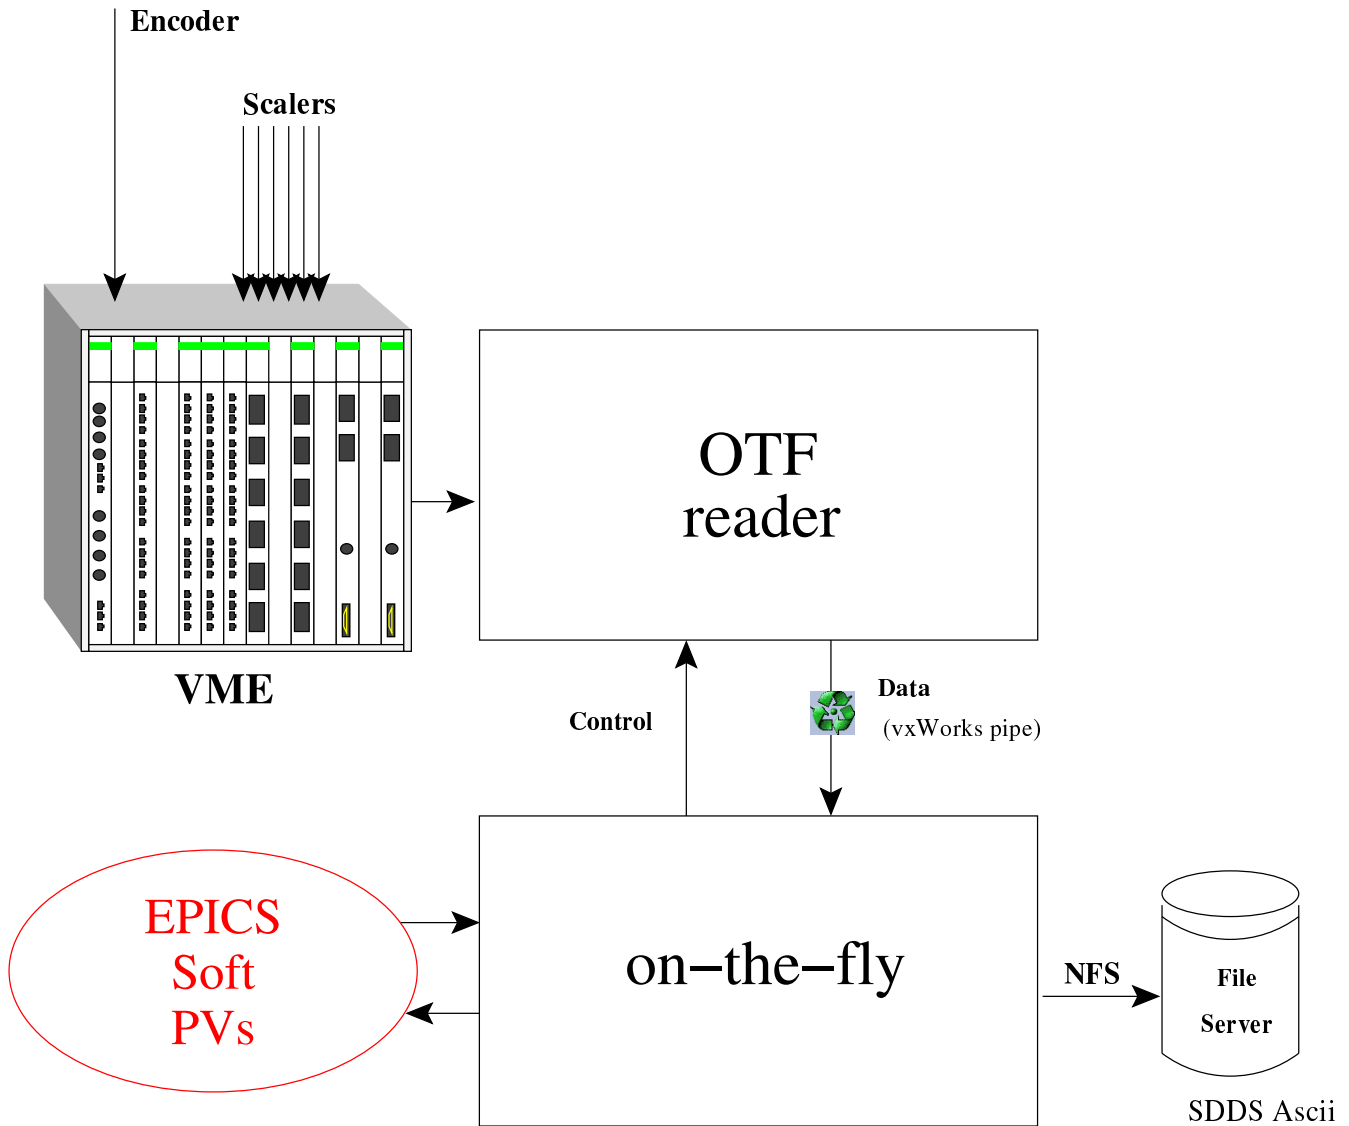 Encoder
Scalers
OTF
reader
VME
Control
Data
(vxWorks pipe)
EPICS
Soft
PVs
on−the−fly
NFS
File
Server
SDDS Ascii